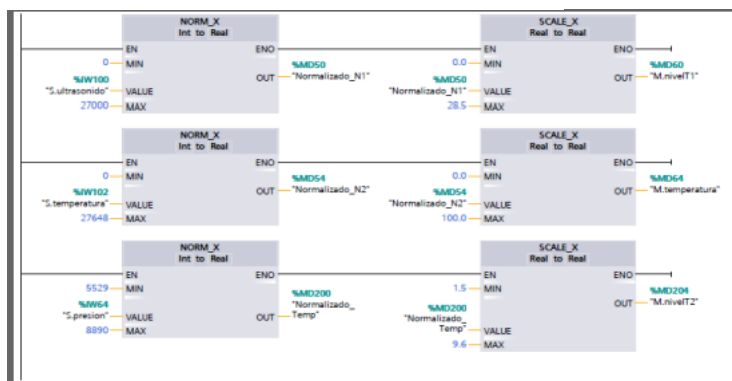 NORM_X
Int to Real
EN
ENO
0
MIN
%IW100
"S.ultrasonido"
VALUE
27000
MAX
OUT
%MD50
"Normalizado_N1"
SCALE_X
Real to Real
EN
ENO
0.0
MIN
%MD50
"Normalizado_N1"
VALUE
28.5
MAX
OUT
%MD60
"M.nivelT1"
NORM_X
Int to Real
EN
ENO
0
MIN
%IW102
"S.temperatura"
VALUE
27648
MAX
OUT
%MD54
"Normalizado_N2"
SCALE_X
Real to Real
EN
ENO
0.0
MIN
%MD54
"Normalizado_N2"
VALUE
100.0
MAX
OUT
%MD64
"M.temperatura"
NORM_X
Int to Real
EN
ENO
5529
MIN
%IW64
"S.presion"
VALUE
8890
MAX
OUT
%MD200
"Normalizado_
Temp"
SCALE_X
Real to Real
EN
ENO
1.5
MIN
%MD200
"Normalizado_
Temp"
VALUE
9.6
MAX
OUT
%MD204
"M.nivelT2"